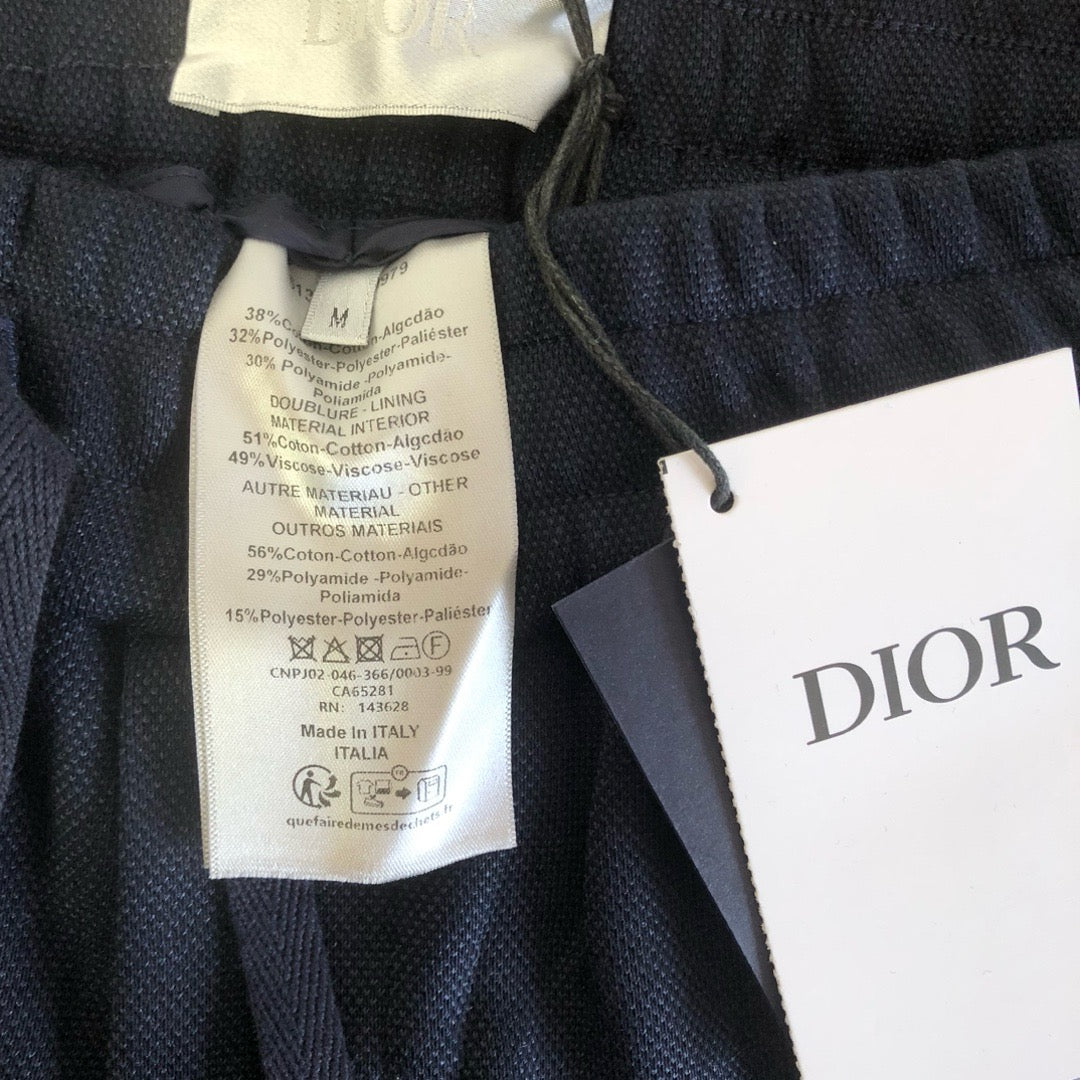 DIOR
979
M
38%C -n-Algcdão
32%Polyester-Polyester-Paliéster
30% Polyamide -Polyamide-
Poliamida
DOUBLURE - LINING
MATERIAL INTERIOR
51%Coton-Cotton-Algcdão
49%Viscose-Viscose-Viscose
AUTRE MATERIAU - OTHER
MATERIAL
OUTROS MATERIAIS
56%Coton-Cotton-Algcdão
29%Polyamide -Polyamide-
Poliamida
15%Polyester-Polyester-Paliéster
F
CNPJ02-046-366/0003-99
CA65281
RN: 143628
Made In ITALY
ITALIA
quefairedemesdechets.fr
DIOR